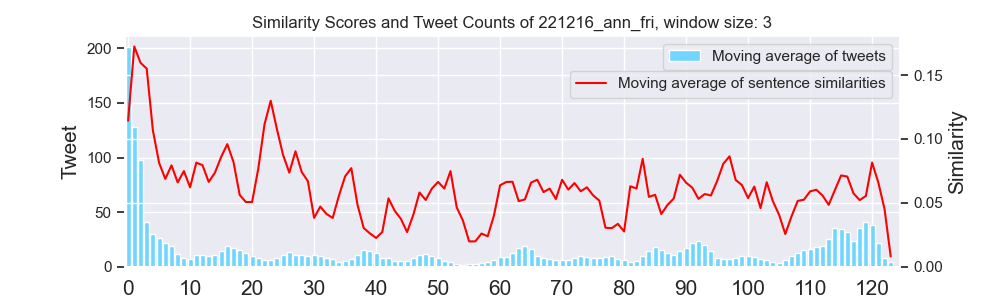 Similarity Scores and Tweet Counts of 221216_ann_fri, window size: 3
Moving average of tweets
Moving average of sentence similarities
Tweet
200
150
100
50
0
Similarity
0.15
0.10
0.05
0.00
0 10 20 30 40 50 60 70 80 90 100 110 120